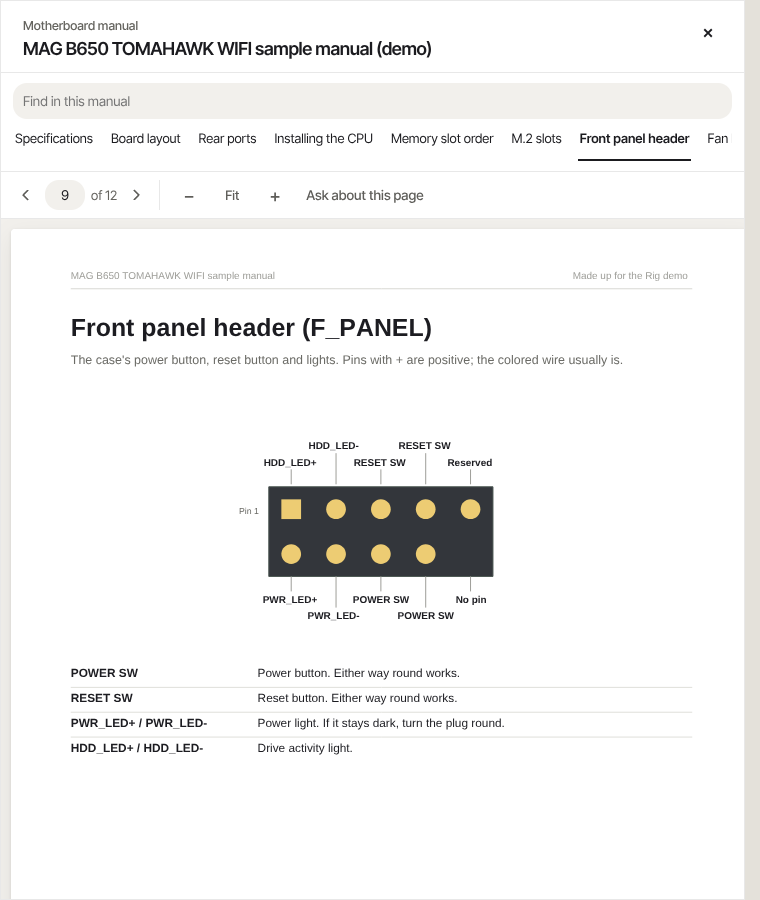 Motherboard manual
MAG B650 TOMAHAWK WIFI sample manual (demo)
×
Find in this manual
Specifications Board layout Rear ports Installing the CPU Memory slot order M.2 slots Front panel header Fan
9 of 12 − Fit + Ask about this page
MAG B650 TOMAHAWK WIFI sample manual Made up for the Rig demo
Front panel header (F_PANEL)
The case's power button, reset button and lights. Pins with + are positive; the colored wire usually is.
HDD_LED- RESET SW
HDD_LED+ RESET SW Reserved
Pin 1
PWR_LED+ POWER SW No pin
PWR_LED- POWER SW
POWER SW Power button. Either way round works.
RESET SW Reset button. Either way round works.
PWR_LED+ / PWR_LED- Power light. If it stays dark, turn the plug round.
HDD_LED+ / HDD_LED- Drive activity light.